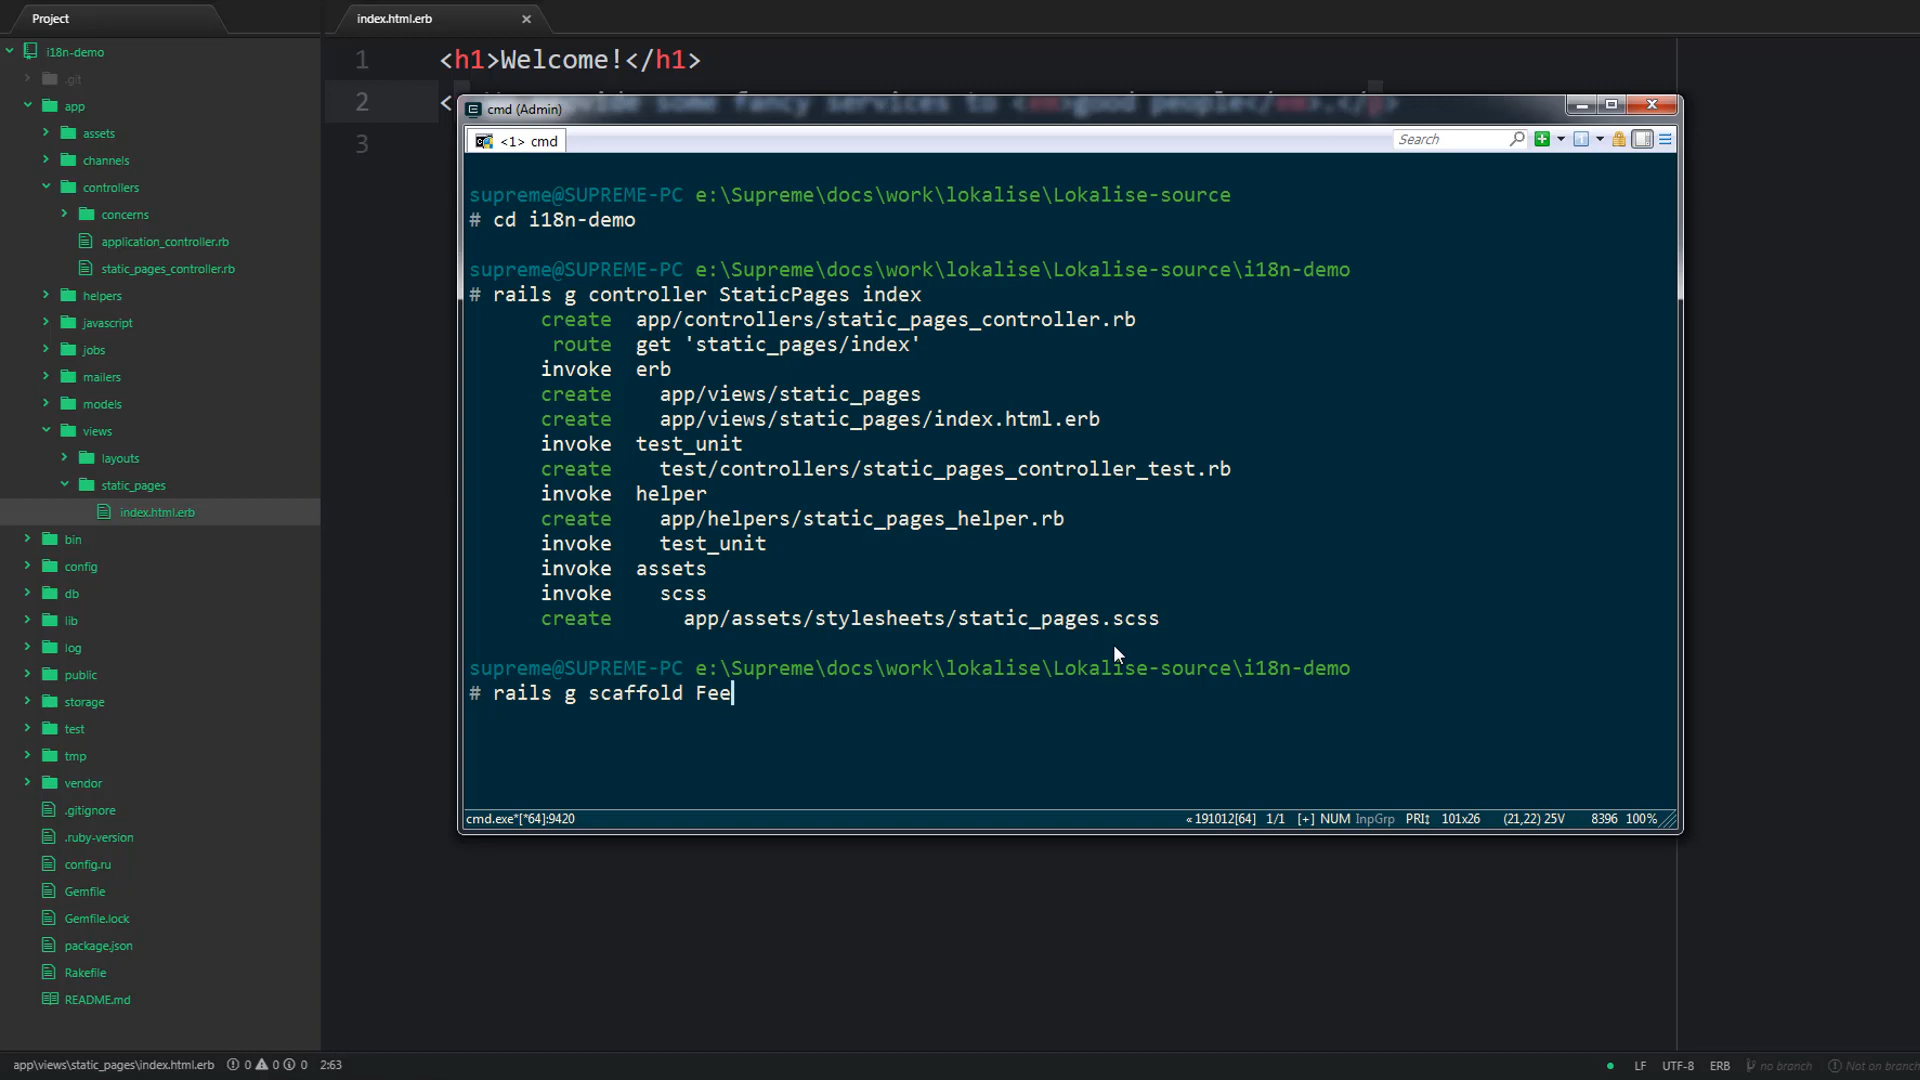 Project
i18n-demo
.git
app
assets
channels
controllers
concerns
application_controller.rb
static_pages_controller.rb
helpers
javascript
jobs
mailers
models
views
layouts
static_pages
index.html.erb
bin
config
db
lib
log
public
storage
test
tmp
vendor
.gitignore
.ruby-version
config.ru
Gemfile
Gemfile.lock
package.json
Rakefile
README.md
index.html.erb
1 <h1>Welcome!</h1>
2 < vide some fancy services to <em>good people</em>.</p>
3
cmd (Admin)
<1> cmd
Search
supreme@SUPREME-PC e:\Supreme\docs\work\lokalise\Lokalise-source
# cd i18n-demo
supreme@SUPREME-PC e:\Supreme\docs\work\lokalise\Lokalise-source\i18n-demo
# rails g controller StaticPages index
create app/controllers/static_pages_controller.rb
route get 'static_pages/index'
invoke erb
create app/views/static_pages
create app/views/static_pages/index.html.erb
invoke test_unit
create test/controllers/static_pages_controller_test.rb
invoke helper
create app/helpers/static_pages_helper.rb
invoke test_unit
invoke assets
invoke scss
create app/assets/stylesheets/static_pages.scss
supreme@SUPREME-PC e:\Supreme\docs\work\lokalise\Lokalise-source\i18n-demo
# rails g scaffold Fee
cmd.exe*[*64]:9420 « 191012[64] 1/1 [+] NUM InpGrp PRI↕ 101x26 (21,22) 25V 8396 100%
app\views\static_pages\index.html.erb 0 0 0 2:63 LF UTF-8 ERB no branch Not on branch